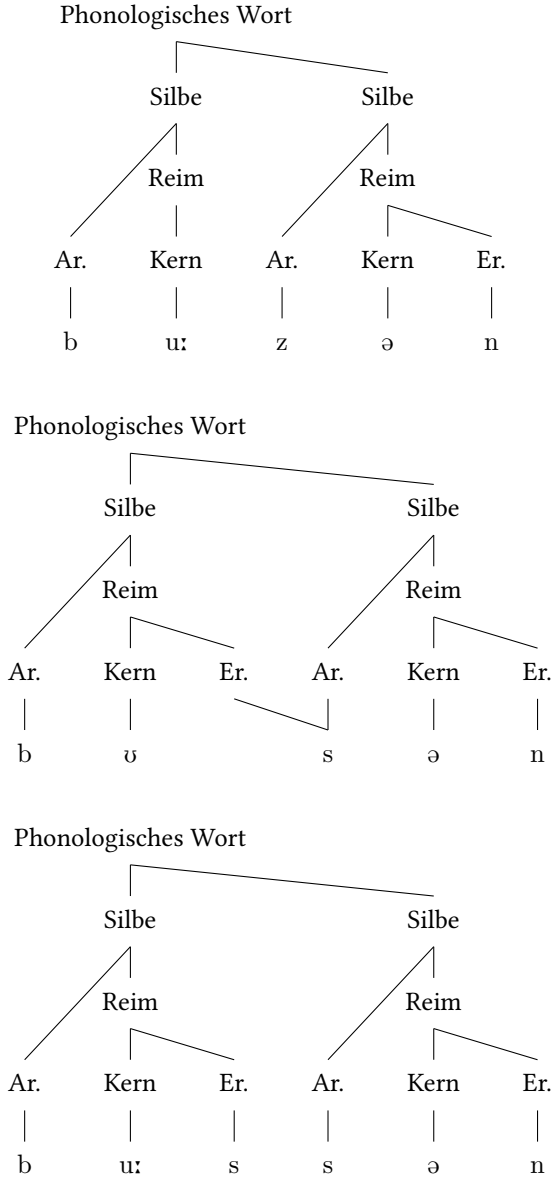 Phonologisches Wort
Silbe Silbe
Reim Reim
Ar. Kern Ar. Kern Er.
b uː z ə n
Phonologisches Wort
Silbe Silbe
Reim Reim
Ar. Kern Er. Ar. Kern Er.
b ʊ s ə n
Phonologisches Wort
Silbe Silbe
Reim Reim
Ar. Kern Er. Ar. Kern Er.
b uː s s ə n